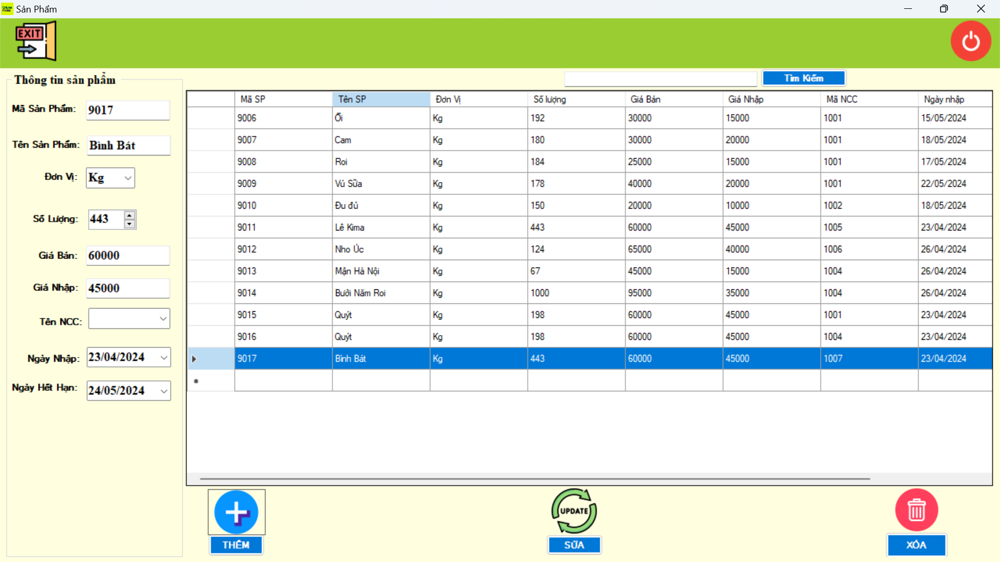 Sản Phẩm
EXIT
Thông tin sản phẩm
Mã Sản Phẩm: 9017
Tên Sản Phẩm: Bình Bát
Đơn Vị: Kg
Số Lượng: 443
Giá Bán: 60000
Giá Nhập: 45000
Tên NCC:
Ngày Nhập: 23/04/2024
Ngày Hết Hạn: 24/05/2024
Tìm Kiếm
Mã SP Tên SP Đơn Vị Số lượng Giá Bán Giá Nhập Mã NCC Ngày nhập
9006 Ổi Kg 192 30000 15000 1001 15/05/2024
9007 Cam Kg 180 30000 20000 1001 18/05/2024
9008 Roi Kg 184 25000 15000 1001 17/05/2024
9009 Vú Sữa Kg 178 40000 20000 1001 22/05/2024
9010 Đu đủ Kg 150 20000 10000 1002 18/05/2024
9011 Lê Kima Kg 443 60000 45000 1005 23/04/2024
9012 Nho Úc Kg 124 65000 40000 1006 26/04/2024
9013 Mận Hà Nội Kg 67 45000 15000 1004 26/04/2024
9014 Bưởi Năm Roi Kg 1000 95000 35000 1004 26/04/2024
9015 Quýt Kg 198 60000 45000 1001 23/04/2024
9016 Quýt Kg 198 60000 45000 1004 23/04/2024
9017 Bình Bát Kg 443 60000 45000 1007 23/04/2024
UPDATE
THÊM
SỬA
XÓA